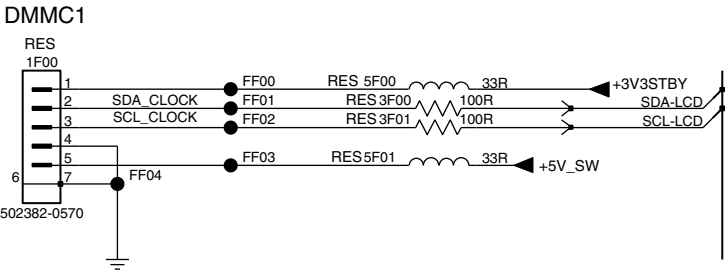 DMMC1
RES
1F00
1 FF00 RES 5F00 33R +3V3STBY
2 SDA_CLOCK FF01 RES 3F00 100R SDA-LCD
3 SCL_CLOCK FF02 RES 3F01 100R SCL-LCD
4
5 FF03 RES 5F01 33R +5V_SW
6 7 FF04
502382-0570